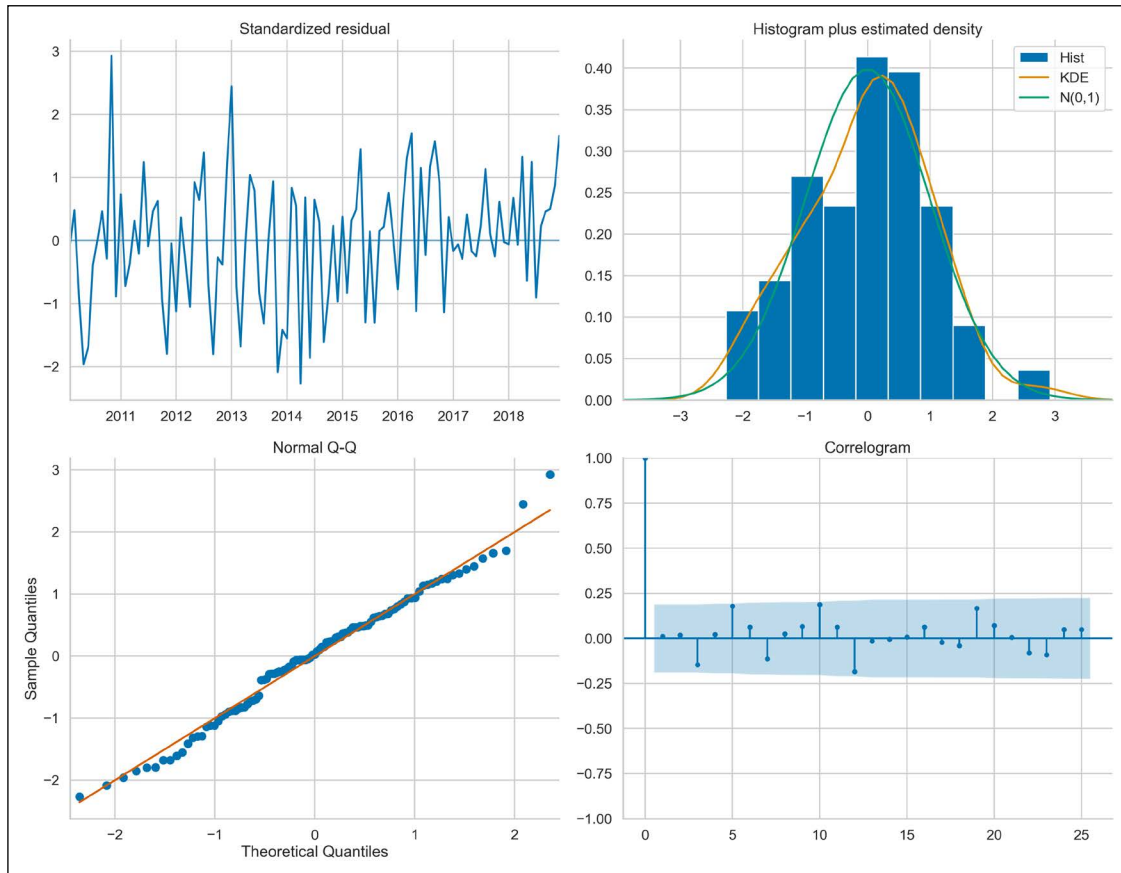 Standardized residual
3
2
1
0
−1
−2
2011 2012 2013 2014 2015 2016 2017 2018
Histogram plus estimated density
Hist
KDE
N(0,1)
0.40
0.35
0.30
0.25
0.20
0.15
0.10
0.05
0.00
−3 −2 −1 0 1 2 3
Normal Q-Q
Sample Quantiles
3
2
1
0
−1
−2
−2 −1 0 1 2
Theoretical Quantiles
Correlogram
1.00
0.75
0.50
0.25
0.00
−0.25
−0.50
−0.75
−1.00
0 5 10 15 20 25